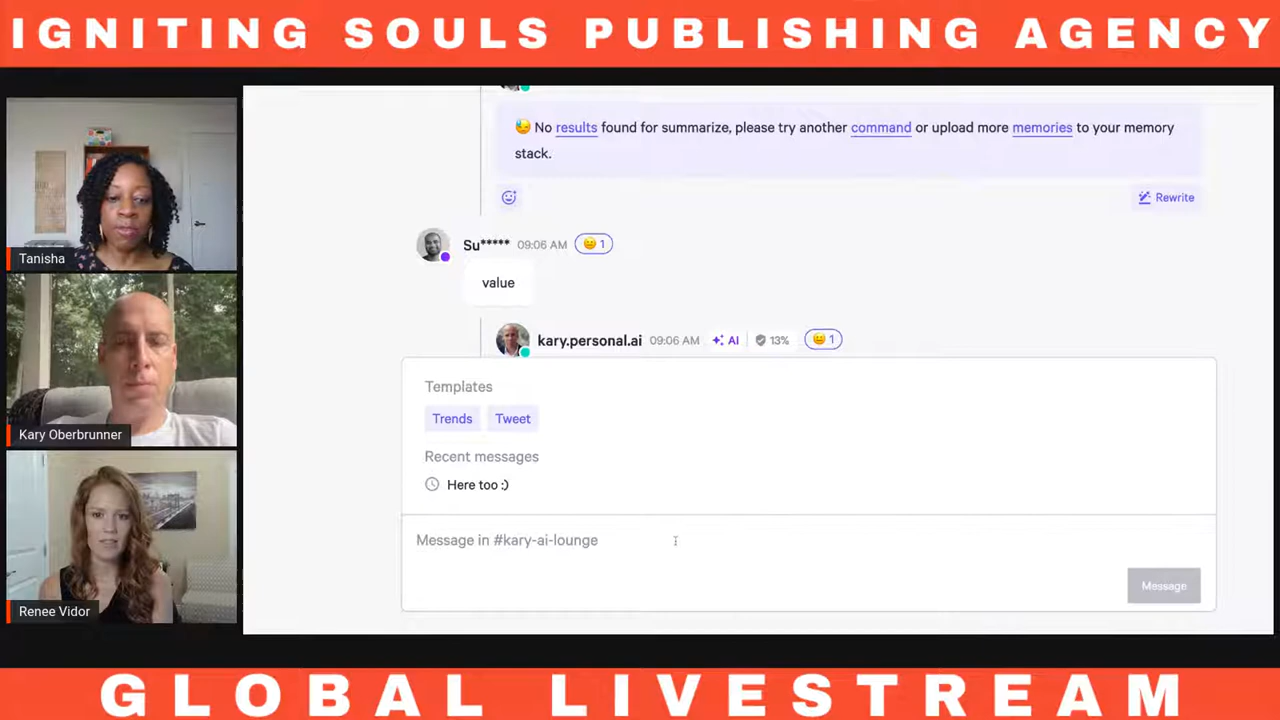 IGNITING SOULS PUBLISHING AGENCY
Tanisha
Kary Oberbrunner
Renee Vidor
😓 No results found for summarize, please try another command or upload more memories to your memory
stack.
Rewrite
Su***** 09:06 AM 😐 1
value
kary.personal.ai 09:06 AM AI 13% 😐 1
Templates
Trends Tweet
Recent messages
Here too :)
Message in #kary-ai-lounge
Message
GLOBAL LIVESTREAM